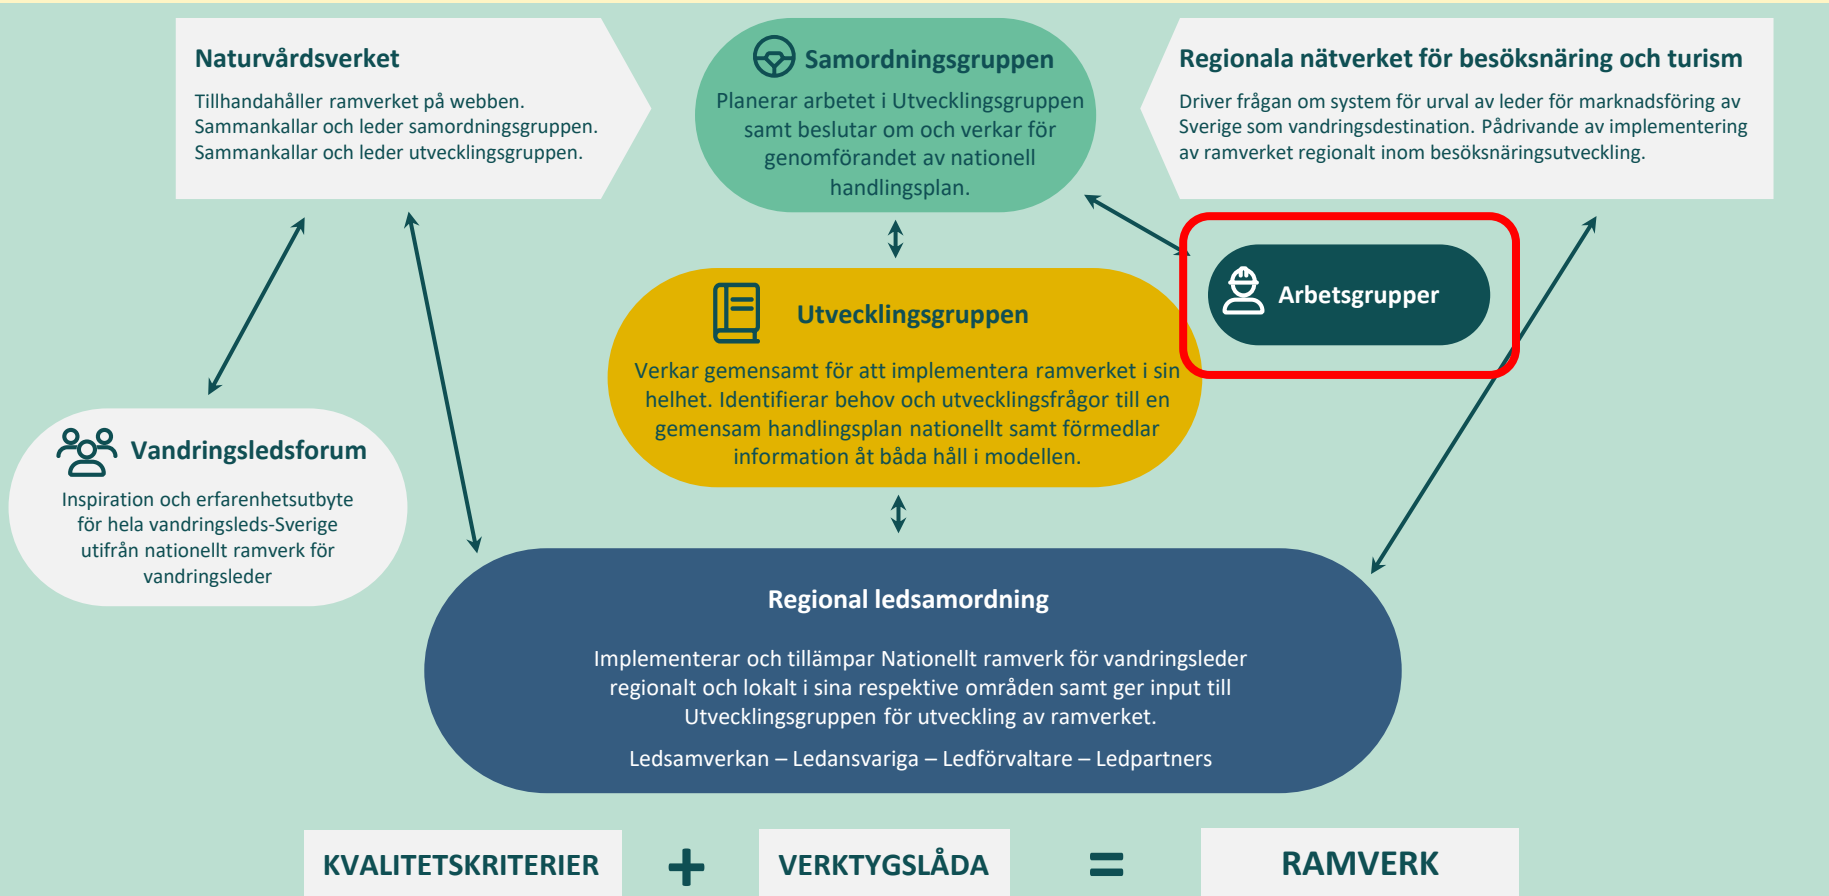 Naturvårdsverket
Tillhandahåller ramverket på webben.
Sammankallar och leder samordningsgruppen.
Sammankallar och leder utvecklingsgruppen.
Samordningsgruppen
Planerar arbetet i Utvecklingsgruppen
samt beslutar om och verkar för
genomförandet av nationell
handlingsplan.
Regionala nätverket för besöksnäring och turism
Driver frågan om system för urval av leder för marknadsföring av
Sverige som vandringsdestination. Pådrivande av implementering
av ramverket regionalt inom besöksnäringsutveckling.
Arbetsgrupper
Utvecklingsgruppen
Verkar gemensamt för att implementera ramverket i sin
helhet. Identifierar behov och utvecklingsfrågor till en
gemensam handlingsplan nationellt samt förmedlar
information åt båda håll i modellen.
Vandringsledsforum
Inspiration och erfarenhetsutbyte
för hela vandringsleds-Sverige
utifrån nationellt ramverk för
vandringsleder
Regional ledsamordning
Implementerar och tillämpar Nationellt ramverk för vandringsleder
regionalt och lokalt i sina respektive områden samt ger input till
Utvecklingsgruppen för utveckling av ramverket.
Ledsamverkan – Ledansvariga – Ledförvaltare – Ledpartners
KVALITETSKRITERIER + VERKTYGSLÅDA = RAMVERK